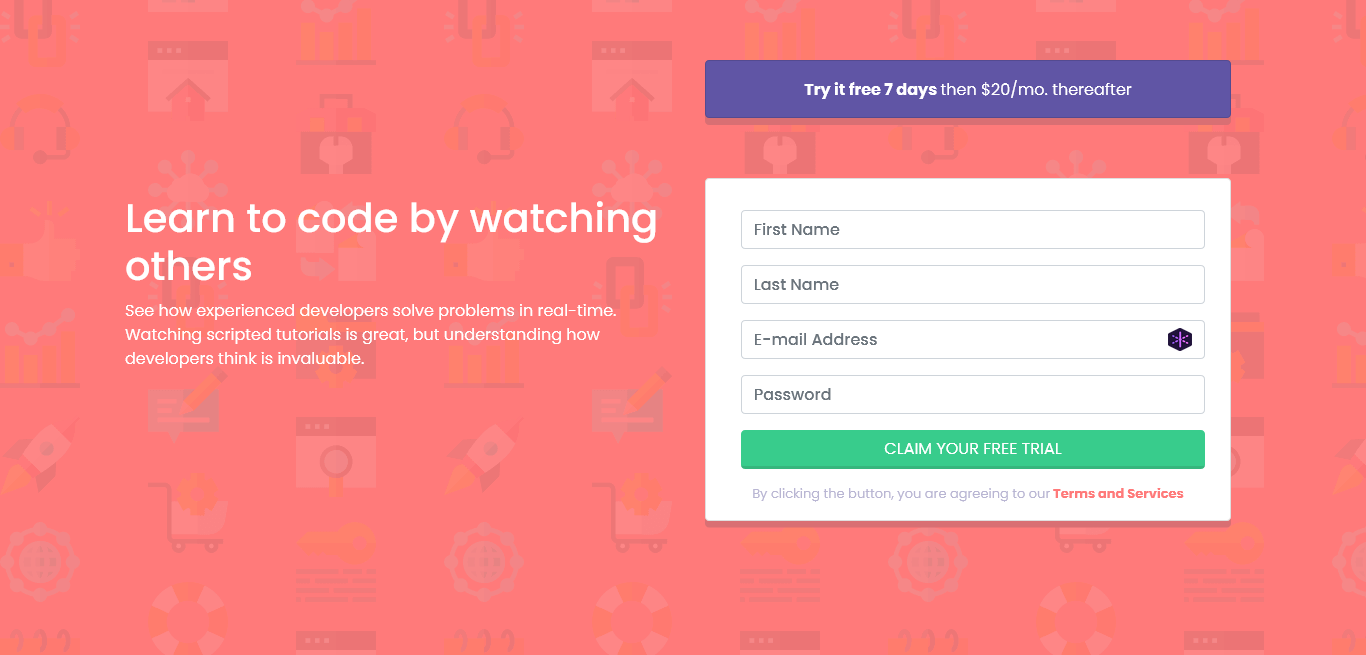 Try it free 7 days then $20/mo. thereafter
Learn to code by watching
others
See how experienced developers solve problems in real-time.
Watching scripted tutorials is great, but understanding how
developers think is invaluable.
First Name
Last Name
E-mail Address
Password
CLAIM YOUR FREE TRIAL
By clicking the button, you are agreeing to our Terms and Services